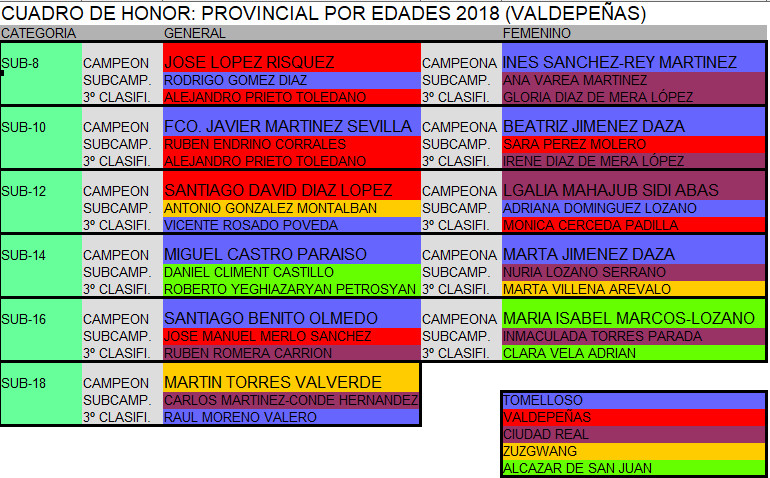 CUADRO DE HONOR: PROVINCIAL POR EDADES 2018 (VALDEPEÑAS)
CATEGORIA GENERAL FEMENINO
SUB-8 CAMPEON JOSE LOPEZ RISQUEZ CAMPEONA INES SANCHEZ-REY MARTINEZ
SUBCAMP. RODRIGO GOMEZ DIAZ SUBCAMP. ANA VAREA MARTINEZ
3º CLASIFI. ALEJANDRO PRIETO TOLEDANO 3º CLASIFI. GLORIA DIAZ DE MERA LÓPEZ
SUB-10 CAMPEON FCO. JAVIER MARTINEZ SEVILLA CAMPEONA BEATRIZ JIMENEZ DAZA
SUBCAMP. RUBEN ENDRINO CORRALES SUBCAMP. SARA PEREZ MOLERO
3º CLASIFI. ALEJANDRO PRIETO TOLEDANO 3º CLASIFI. IRENE DIAZ DE MERA LÓPEZ
SUB-12 CAMPEON SANTIAGO DAVID DIAZ LOPEZ CAMPEONA LGALIA MAHAJUB SIDI ABAS
SUBCAMP. ANTONIO GONZALEZ MONTALBAN SUBCAMP. ADRIANA DOMINGUEZ LOZANO
3º CLASIFI. VICENTE ROSADO POVEDA 3º CLASIFI. MONICA CERCEDA PADILLA
SUB-14 CAMPEON MIGUEL CASTRO PARAISO CAMPEONA MARTA JIMENEZ DAZA
SUBCAMP. DANIEL CLIMENT CASTILLO SUBCAMP. NURIA LOZANO SERRANO
3º CLASIFI. ROBERTO YEGHIAZARYAN PETROSYAN 3º CLASIFI. MARTA VILLENA AREVALO
SUB-16 CAMPEON SANTIAGO BENITO OLMEDO CAMPEONA MARIA ISABEL MARCOS-LOZANO
SUBCAMP. JOSE MANUEL MERLO SANCHEZ SUBCAMP. INMACULADA TORRES PARADA
3º CLASIFI. RUBEN ROMERA CARRION 3º CLASIFI. CLARA VELA ADRIAN
SUB-18 CAMPEON MARTIN TORRES VALVERDE
SUBCAMP. CARLOS MARTINEZ-CONDE HERNANDEZ
3º CLASIFI. RAUL MORENO VALERO
TOMELLOSO
VALDEPEÑAS
CIUDAD REAL
ZUZGWANG
ALCAZAR DE SAN JUAN